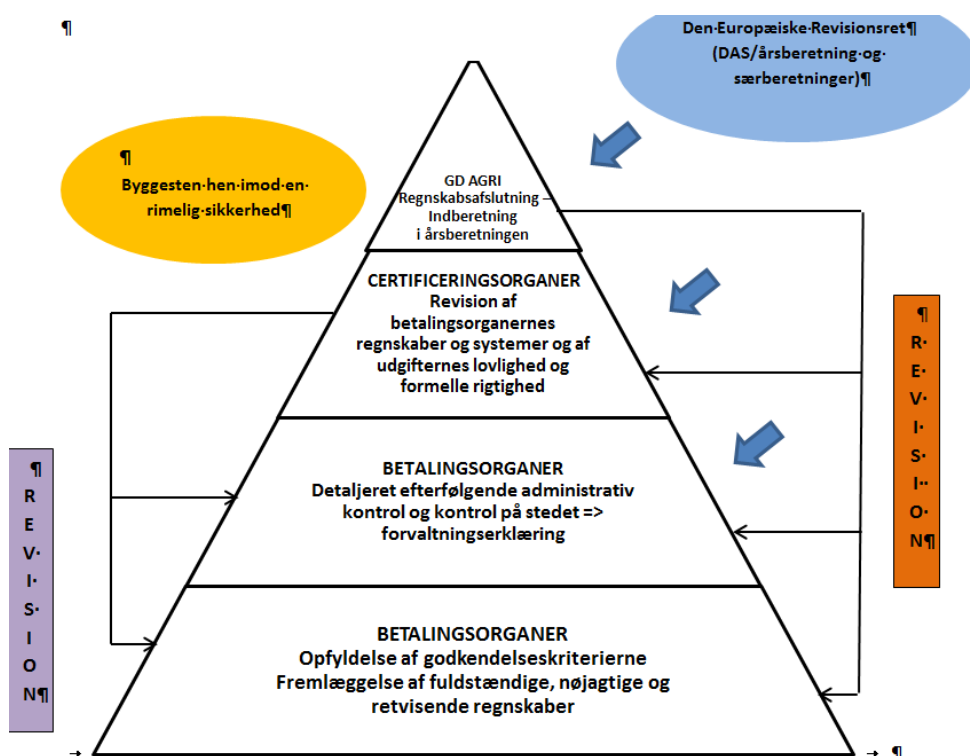 ¶
Den·Europæiske·Revisionsret¶
(DAS/årsberetning·og·
særberetninger)¶
¶
Byggesten·hen·imod·en·
rimelig·sikkerhed¶
GD AGRI
Regnskabsafslutning –
Indberetning
i årsberetningen
CERTIFICERINGSORGANER
Revision af
betalingsorganernes
regnskaber og systemer og af
udgifternes lovlighed og
formelle rigtighed
¶
R·
E·
V·
I·
S·
I··
O·
N¶
BETALINGSORGANER
Detaljeret efterfølgende administrativ
kontrol og kontrol på stedet =>
forvaltningserklæring
¶
R
E
V·
I·
S·
I
O
N¶
BETALINGSORGANER
Opfyldelse af godkendelseskriterierne
Fremlæggelse af fuldstændige, nøjagtige og
retvisende regnskaber
→ → ¶